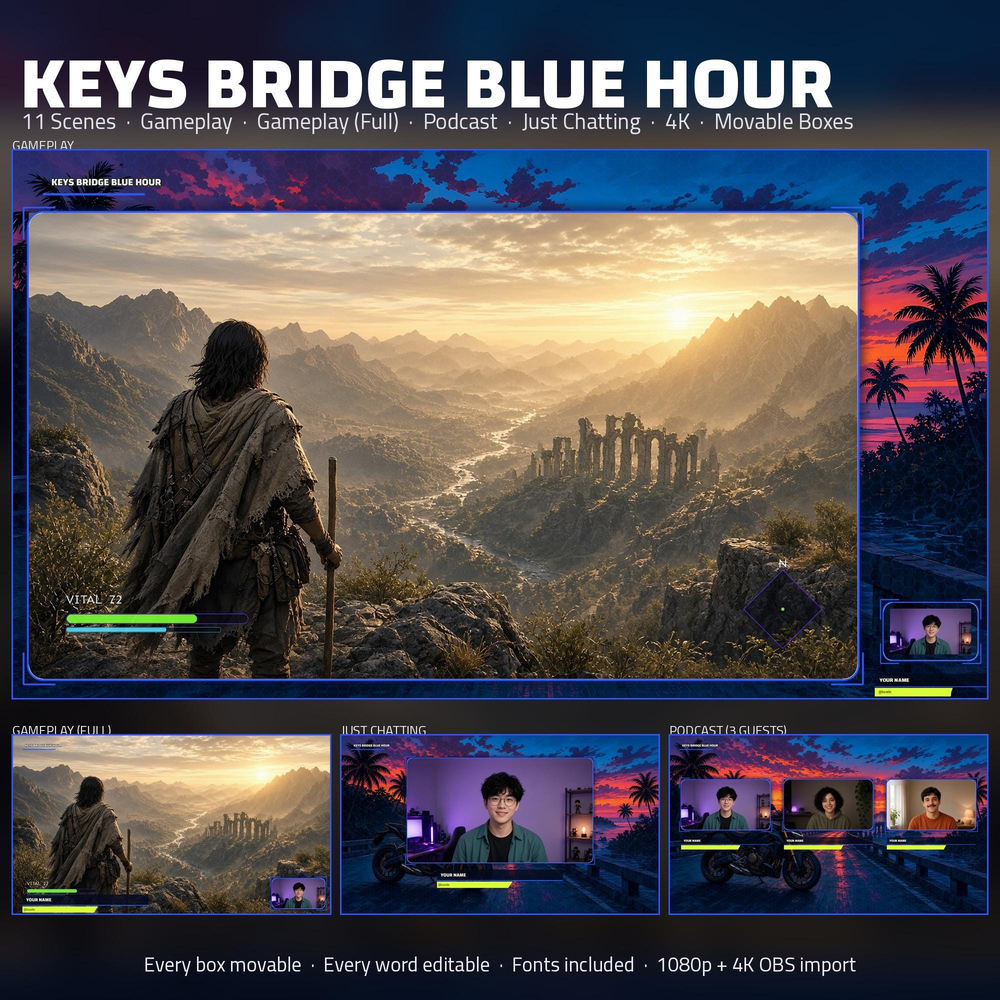 KEYS BRIDGE BLUE HOUR
11 Scenes · Gameplay · Gameplay (Full) · Podcast · Just Chatting · 4K · Movable Boxes
GAMEPLAY
KEYS BRIDGE BLUE HOUR
N
VITAL 72
YOUR NAME
GAMEPLAY (FULL)
JUST CHATTING
PODCAST (3 GUESTS)
KEYS BRIDGE BLUE HOUR
KEYS BRIDGE BLUE HOUR
VITAL 72
YOUR NAME
YOUR NAME
YOUR NAME
YOUR NAME
YOUR NAME
Every box movable · Every word editable · Fonts included · 1080p + 4K OBS import